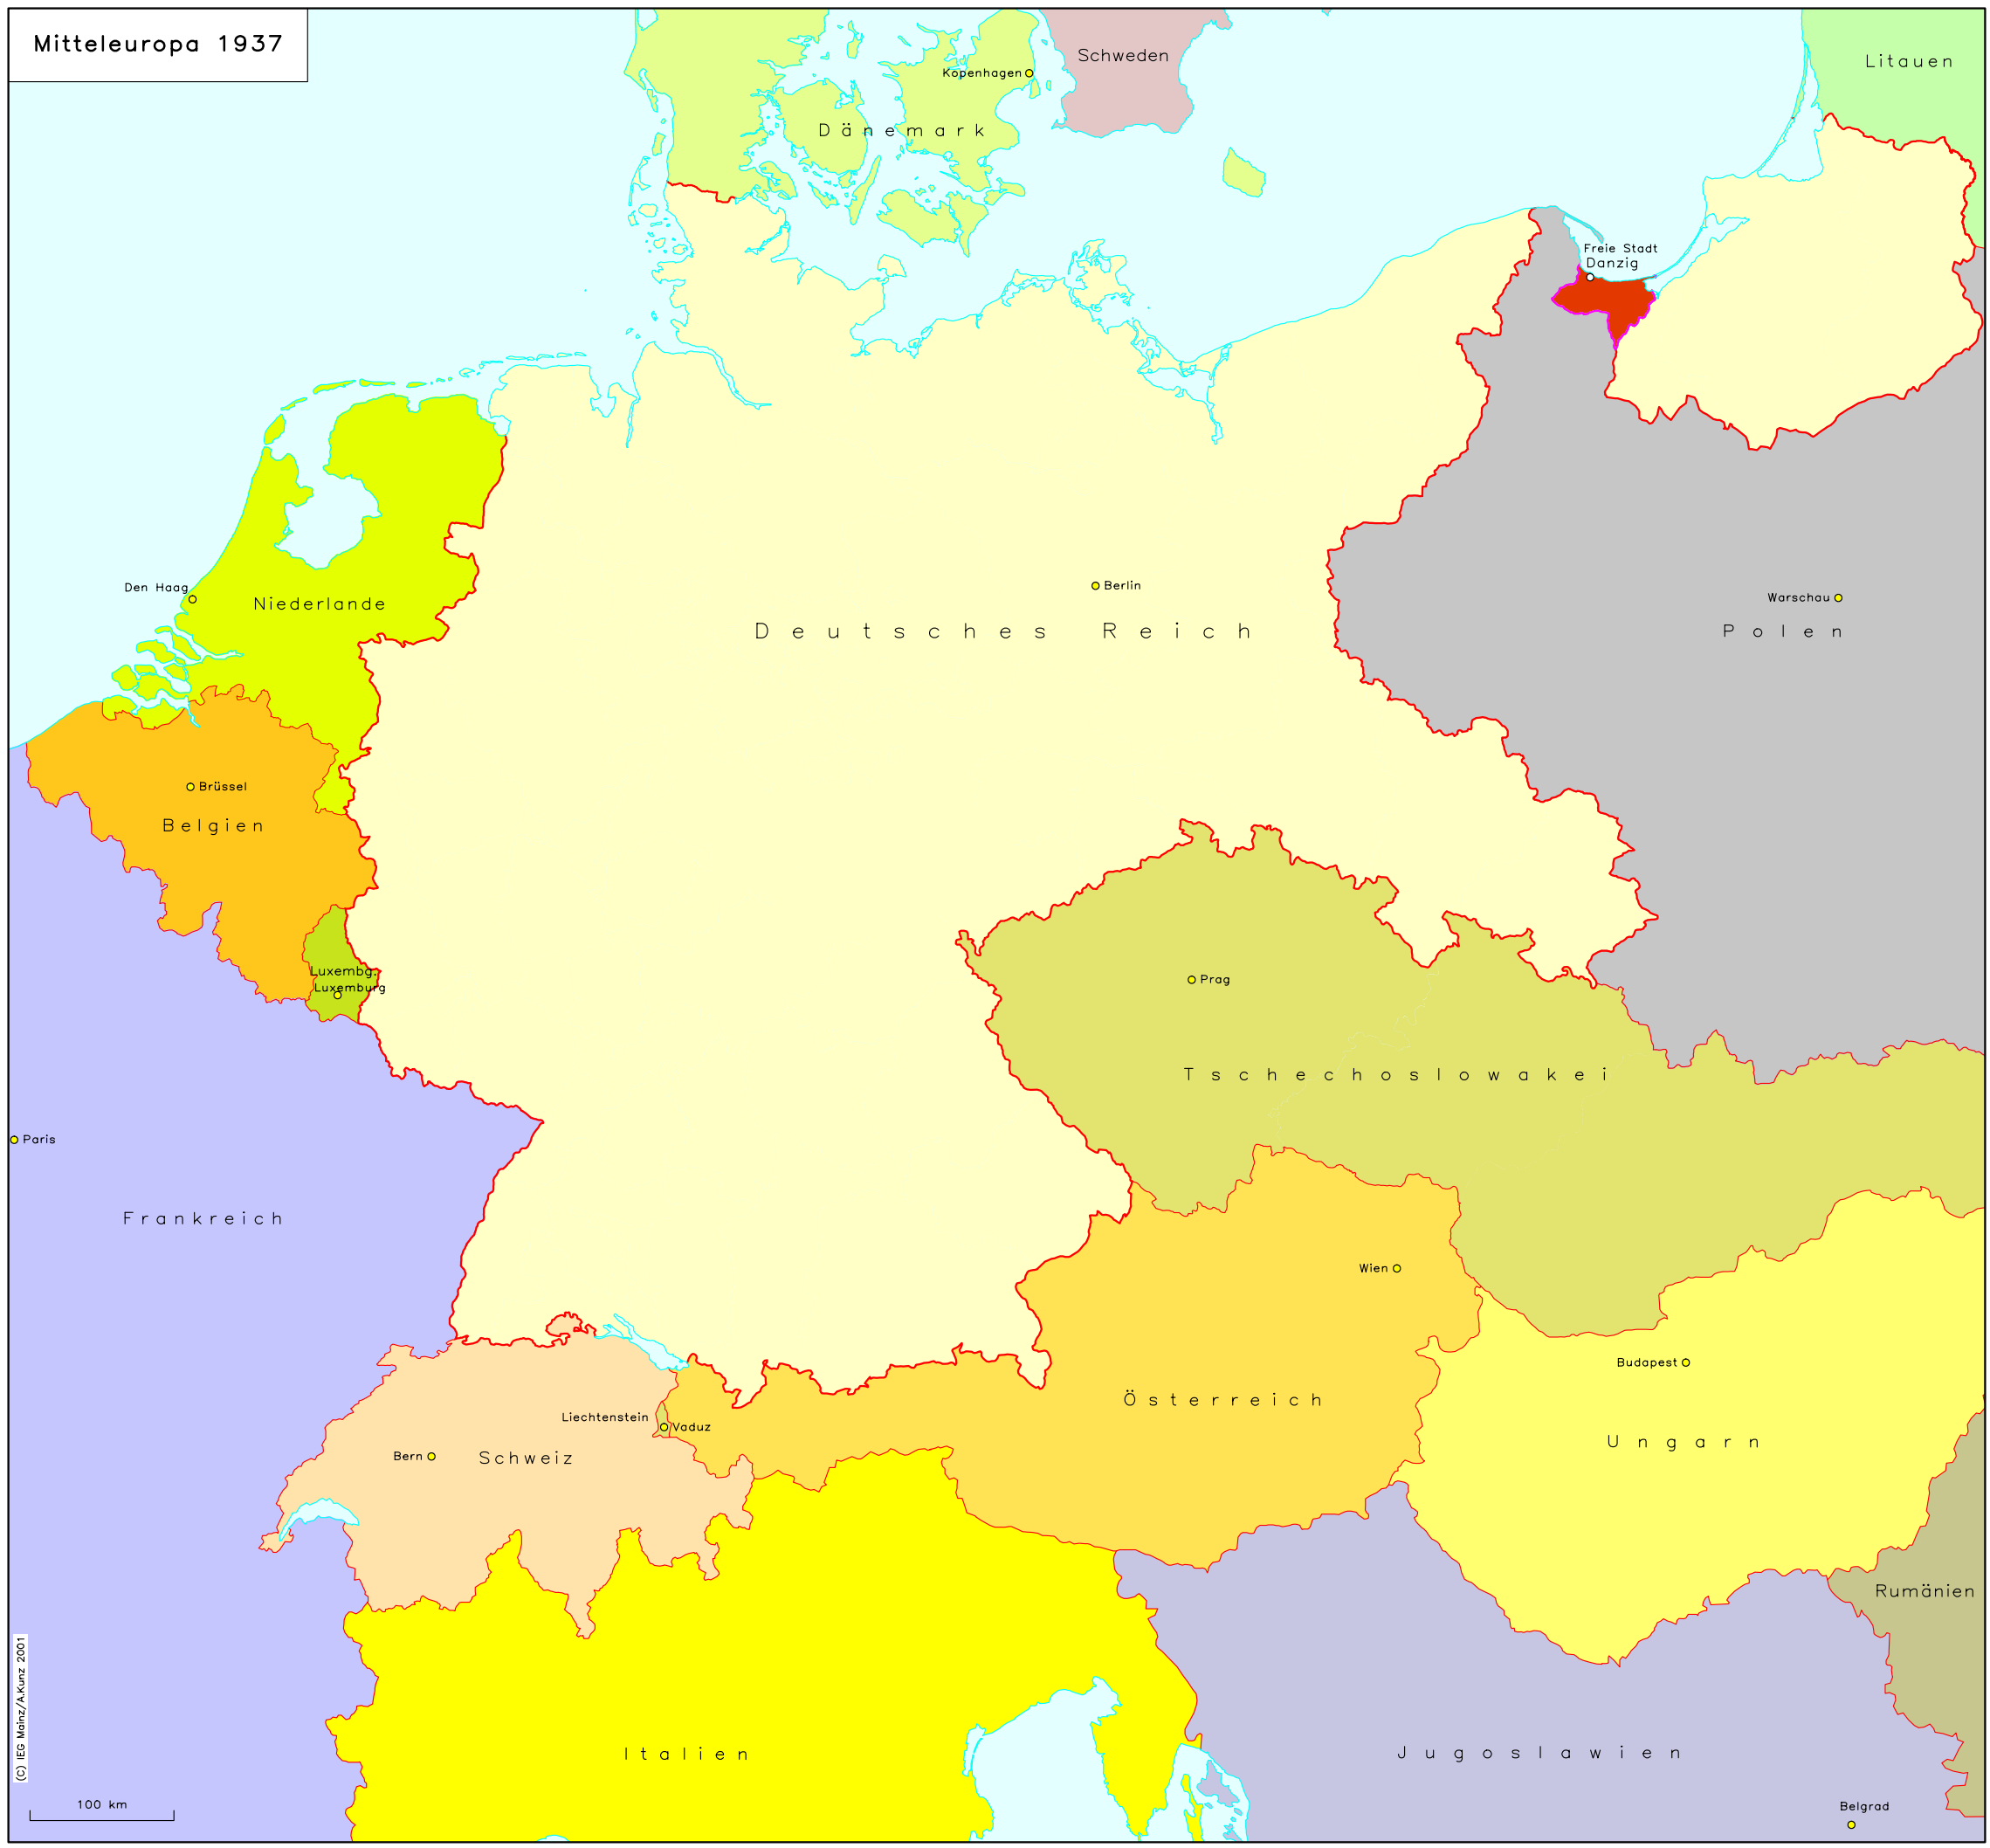 Mitteleuropa 1937
Schweden
Litauen
Kopenhagen
Dänemark
Freie Stadt
Danzig
Den Haag
Niederlande
Berlin
Deutsches Reich
Warschau
Polen
Brüssel
Belgien
Luxembg.
Luxemburg
Prag
Tschechoslowakei
Paris
Frankreich
Wien
Budapest
Österreich
Liechtenstein
Vaduz
Bern
Schweiz
Ungarn
Rumänien
Italien
Jugoslawien
Belgrad
100 km
(C) IEG Mainz/A.Kunz 2001